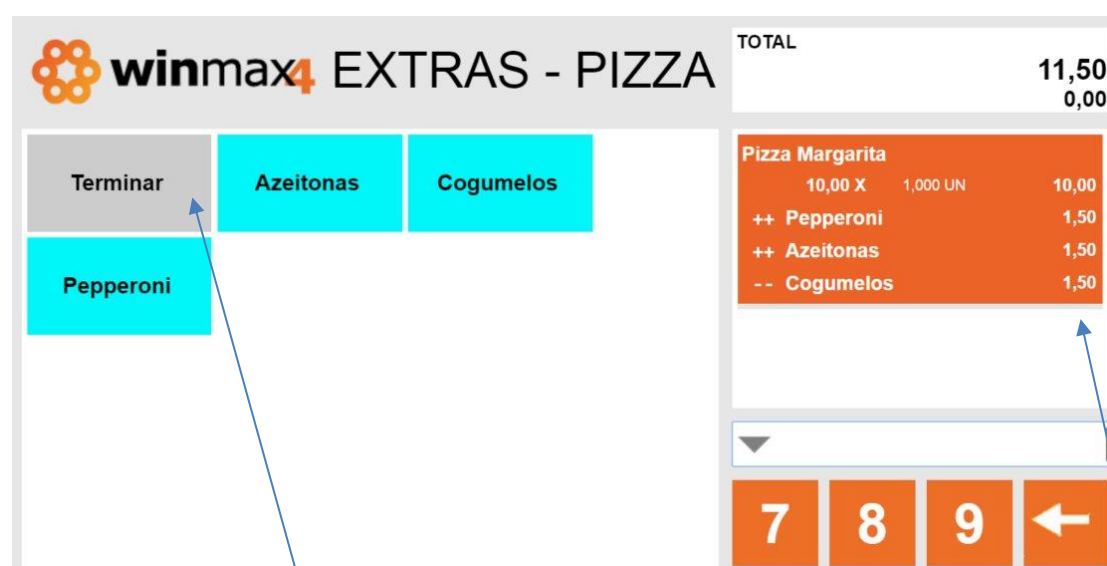 winmax4 EXTRAS - PIZZA
TOTAL
11,50
0,00
Terminar
Azeitonas
Cogumelos
Pepperoni
Pizza Margarita
10,00 X 1,000 UN 10,00
++ Pepperoni 1,50
++ Azeitonas 1,50
-- Cogumelos 1,50
7 8 9